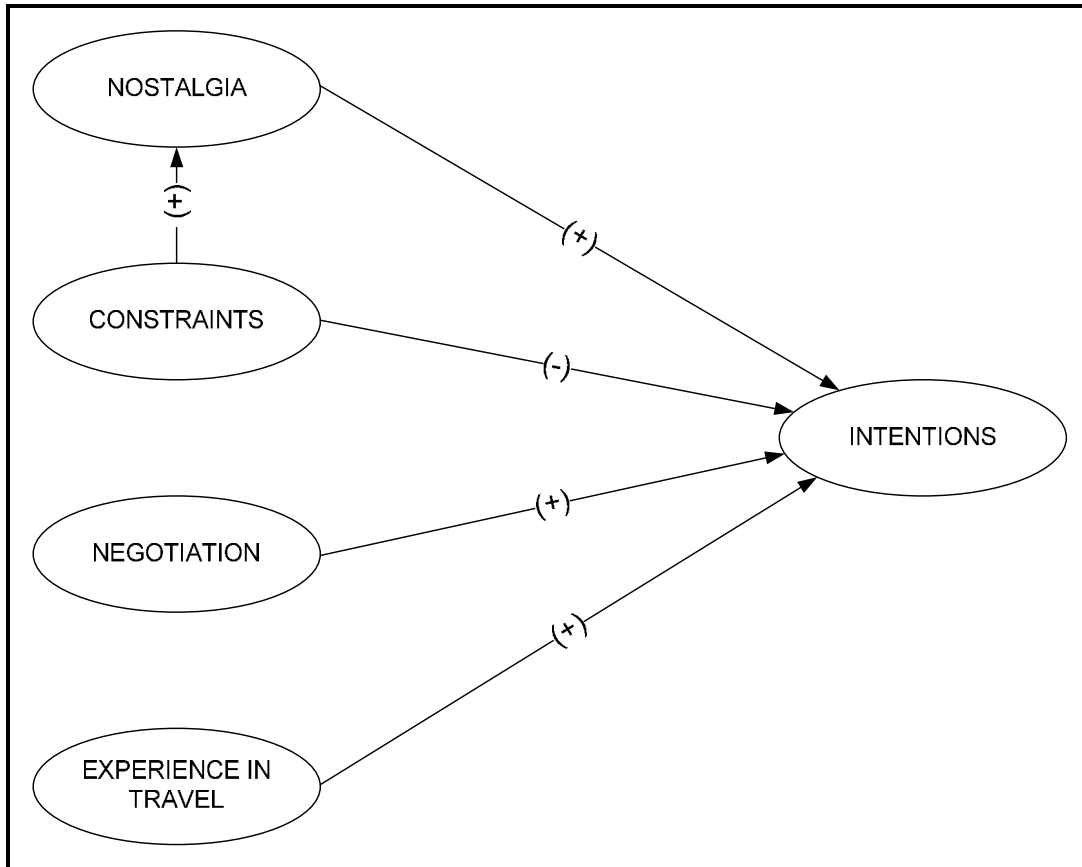 NOSTALGIA
(+)
(+)
CONSTRAINTS
(-)
INTENTIONS
(+)
NEGOTIATION
(+)
EXPERIENCE IN
TRAVEL